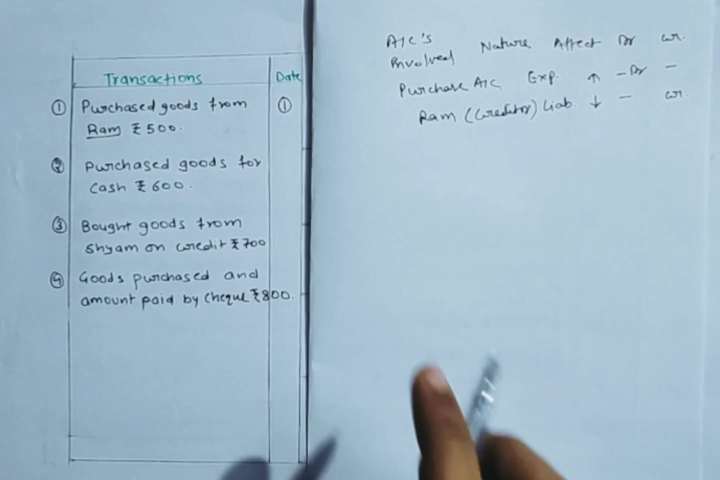 Transactions
Date
① Purchased goods from
Ram ₹500.
①
② Purchased goods for
cash ₹600.
③ Bought goods from
Shyam on credit ₹700
④ Goods purchased and
amount paid by cheque ₹800.
A/c's
Involved Nature Affect Dr cr.
Purchase A/c Exp. ↑ - Dr -
Ram (Creditor) Liab. ↓ - cr.